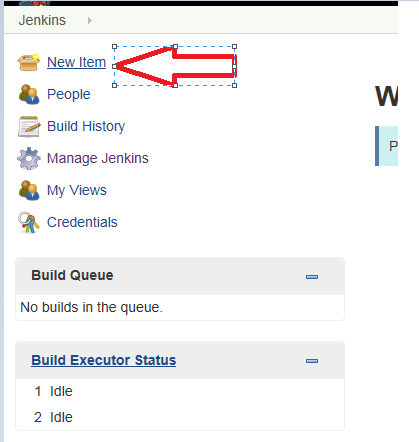 Jenkins
New Item
People
Build History
Manage Jenkins
My Views
Credentials
W
P
Build Queue
No builds in the queue.
Build Executor Status
1 Idle
2 Idle